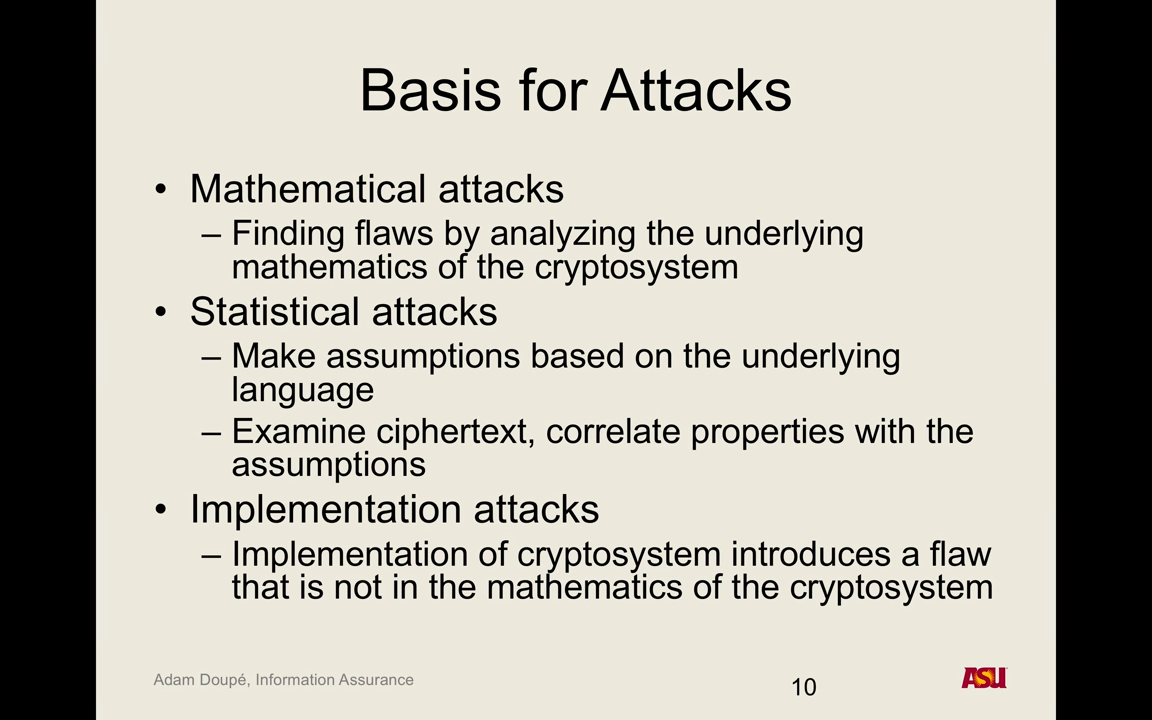 Basis for Attacks
• Mathematical attacks
– Finding flaws by analyzing the underlying
mathematics of the cryptosystem
• Statistical attacks
– Make assumptions based on the underlying
language
– Examine ciphertext, correlate properties with the
assumptions
• Implementation attacks
– Implementation of cryptosystem introduces a flaw
that is not in the mathematics of the cryptosystem
Adam Doupé, Information Assurance
10
ASU